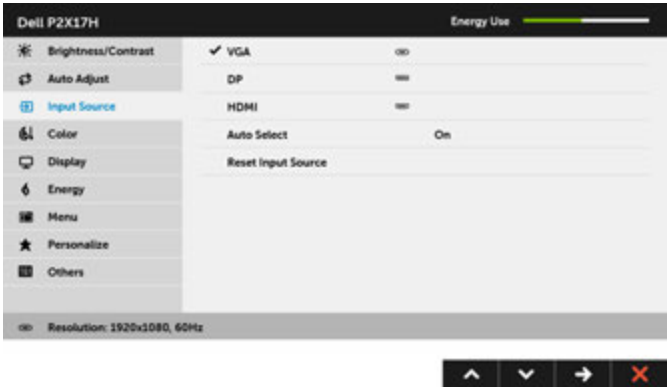 Dell P2X17H Energy Use
Brightness/Contrast VGA
Auto Adjust DP
Input Source HDMI
Color Auto Select On
Display Reset Input Source
Energy
Menu
Personalize
Others
Resolution: 1920x1080, 60Hz